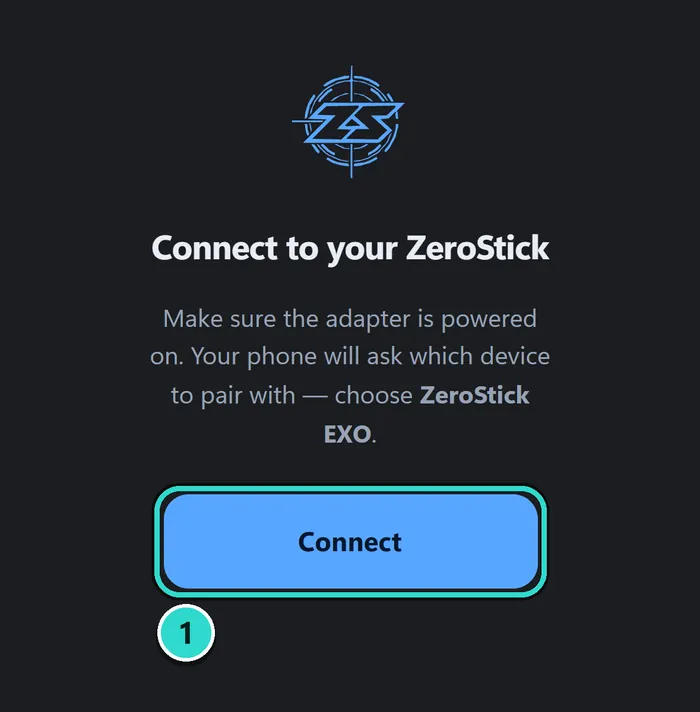 ZS
Connect to your ZeroStick
Make sure the adapter is powered
on. Your phone will ask which device
to pair with — choose ZeroStick
EXO.
Connect
1